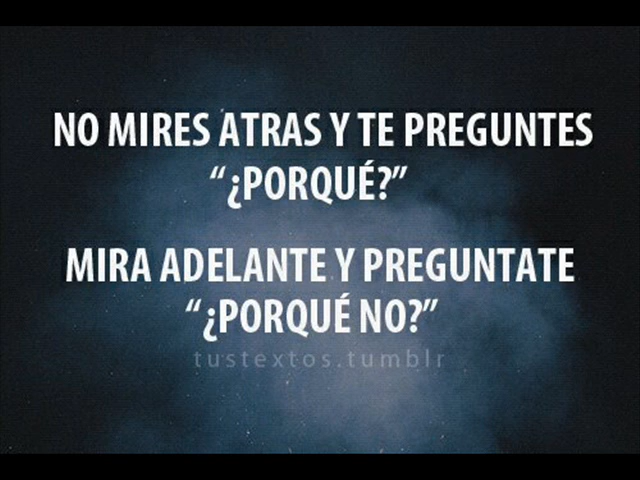 NO MIRES ATRAS Y TE PREGUNTES
“¿PORQUÉ?”
MIRA ADELANTE Y PREGUNTATE
“¿PORQUÉ NO?”
tustextos.tumblr